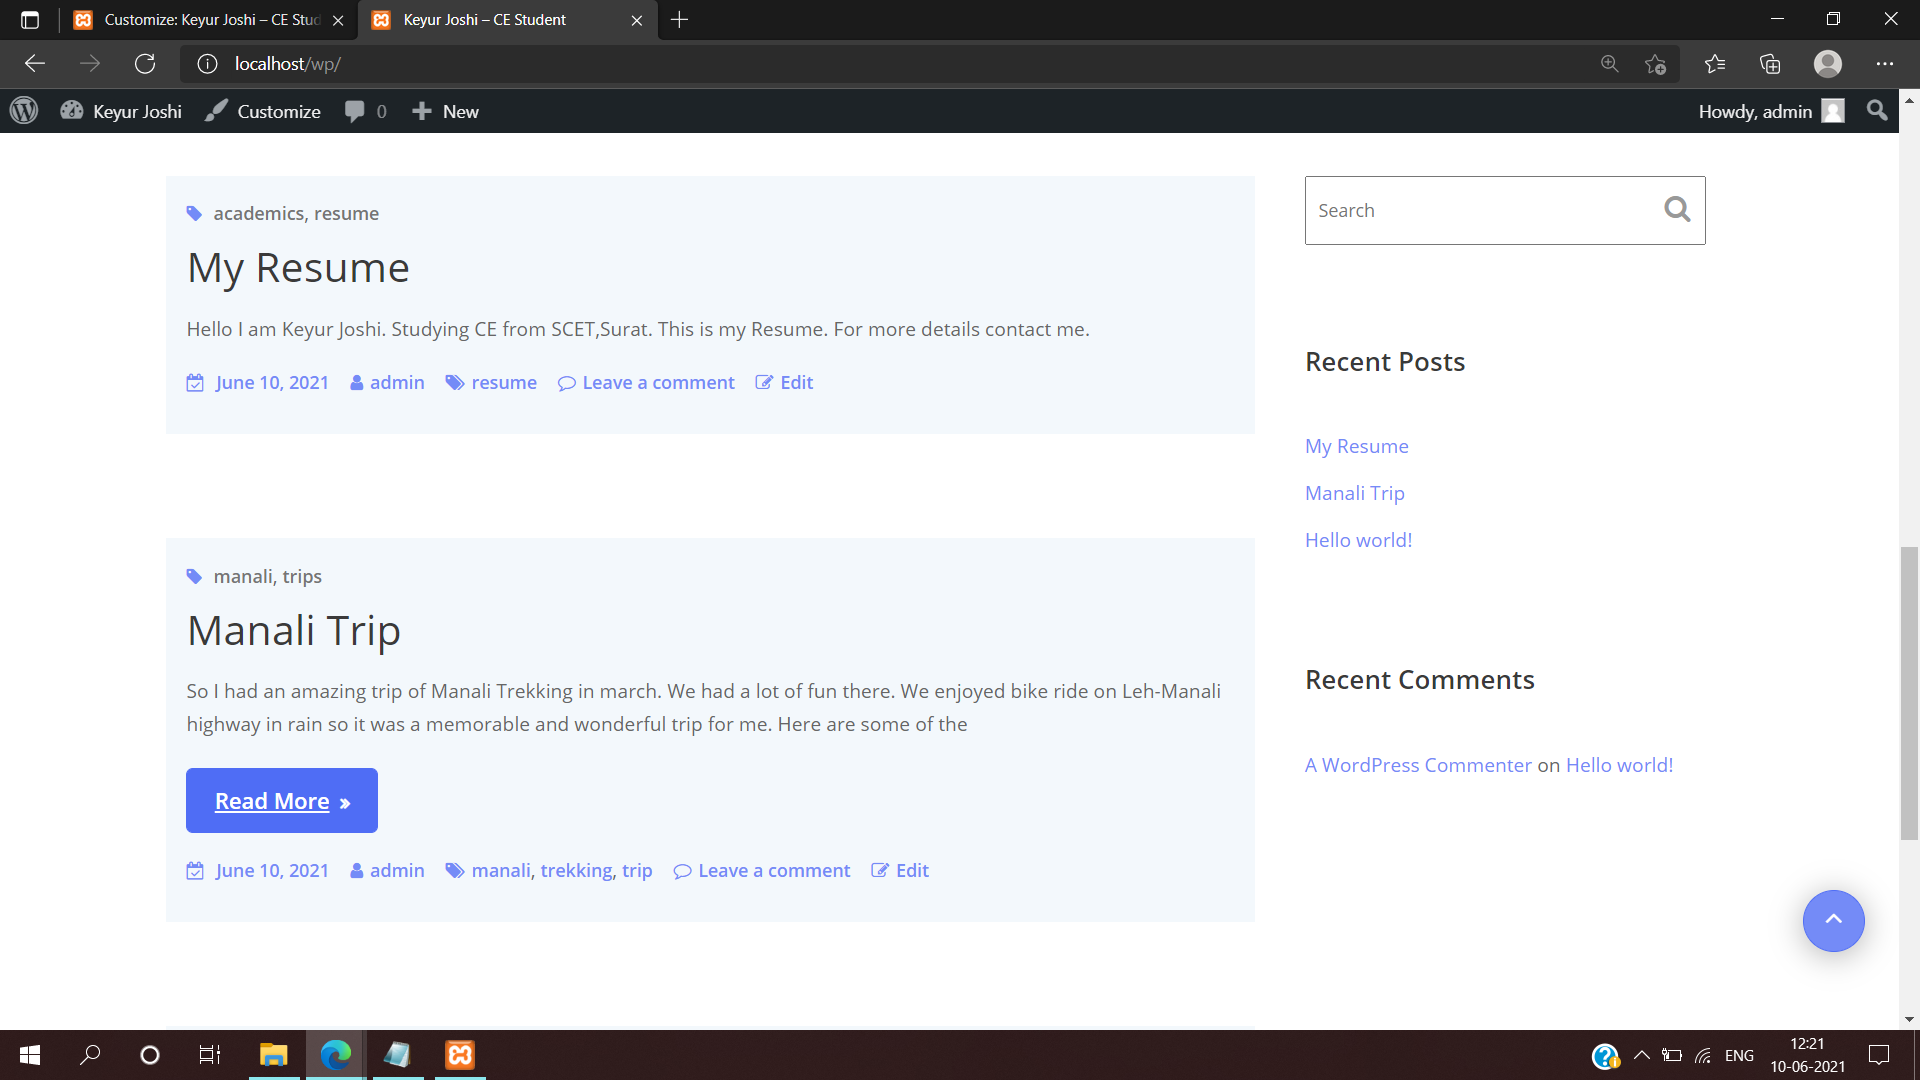 Customize: Keyur Joshi – CE Stud
Keyur Joshi – CE Student
localhost/wp/
Keyur Joshi
Customize
0
New
Howdy, admin
academics, resume
My Resume
Hello I am Keyur Joshi. Studying CE from SCET,Surat. This is my Resume. For more details contact me.
June 10, 2021 admin resume Leave a comment Edit
manali, trips
Manali Trip
So I had an amazing trip of Manali Trekking in march. We had a lot of fun there. We enjoyed bike ride on Leh-Manali
highway in rain so it was a memorable and wonderful trip for me. Here are some of the
Read More »
June 10, 2021 admin manali, trekking, trip Leave a comment Edit
Search
Recent Posts
My Resume
Manali Trip
Hello world!
Recent Comments
A WordPress Commenter on Hello world!
ENG
12:21
10-06-2021